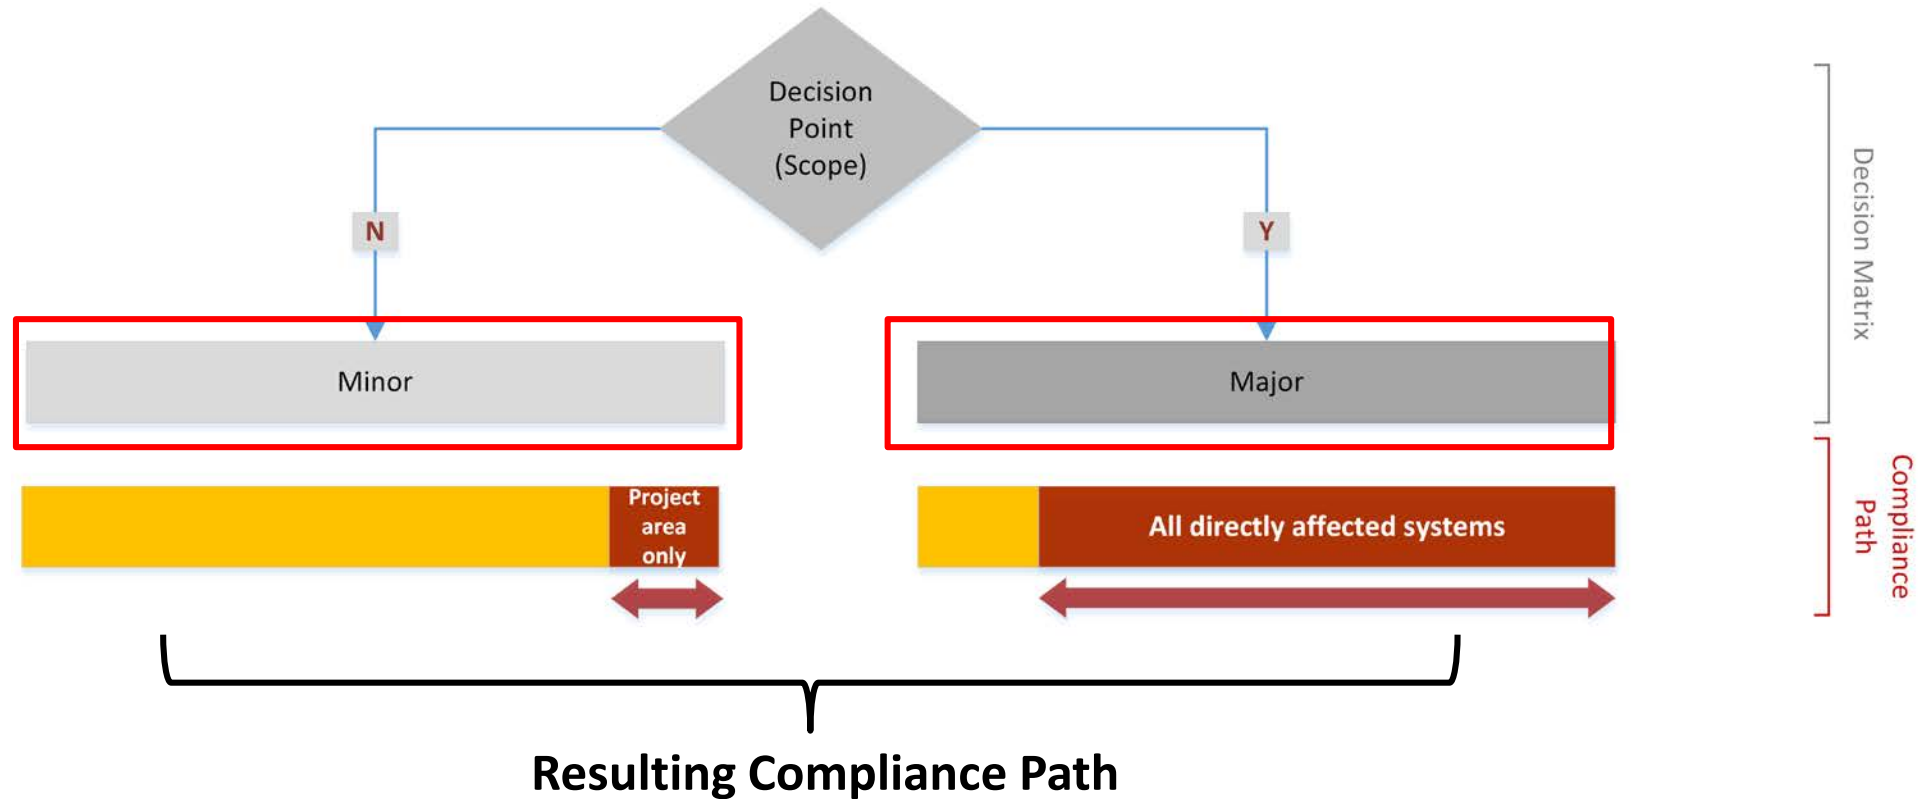 Decision
Point
(Scope)
N
Y
Minor
Major
Decision Matrix
Project
area
only
All directly affected systems
Compliance
Path
Resulting Compliance Path